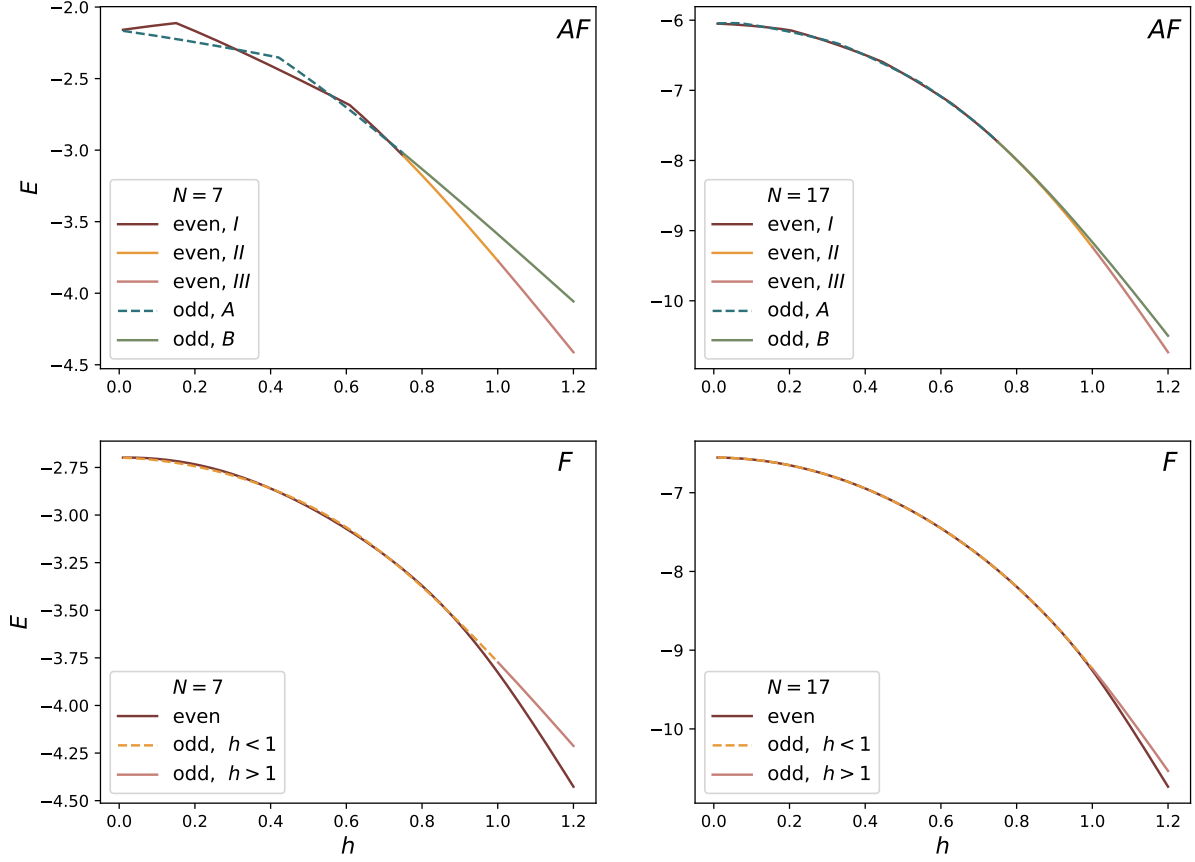 AF
−2.0
−2.5
−3.0
−3.5
−4.0
−4.5
E
N = 7
even, I
even, II
even, III
odd, A
odd, B
0.0 0.2 0.4 0.6 0.8 1.0 1.2
AF
−6
−7
−8
−9
−10
N = 17
even, I
even, II
even, III
odd, A
odd, B
0.0 0.2 0.4 0.6 0.8 1.0 1.2
F
−2.75
−3.00
−3.25
−3.50
−3.75
−4.00
−4.25
−4.50
E
N = 7
even
odd, h < 1
odd, h > 1
0.0 0.2 0.4 0.6 0.8 1.0 1.2
h
F
−7
−8
−9
−10
N = 17
even
odd, h < 1
odd, h > 1
0.0 0.2 0.4 0.6 0.8 1.0 1.2
h